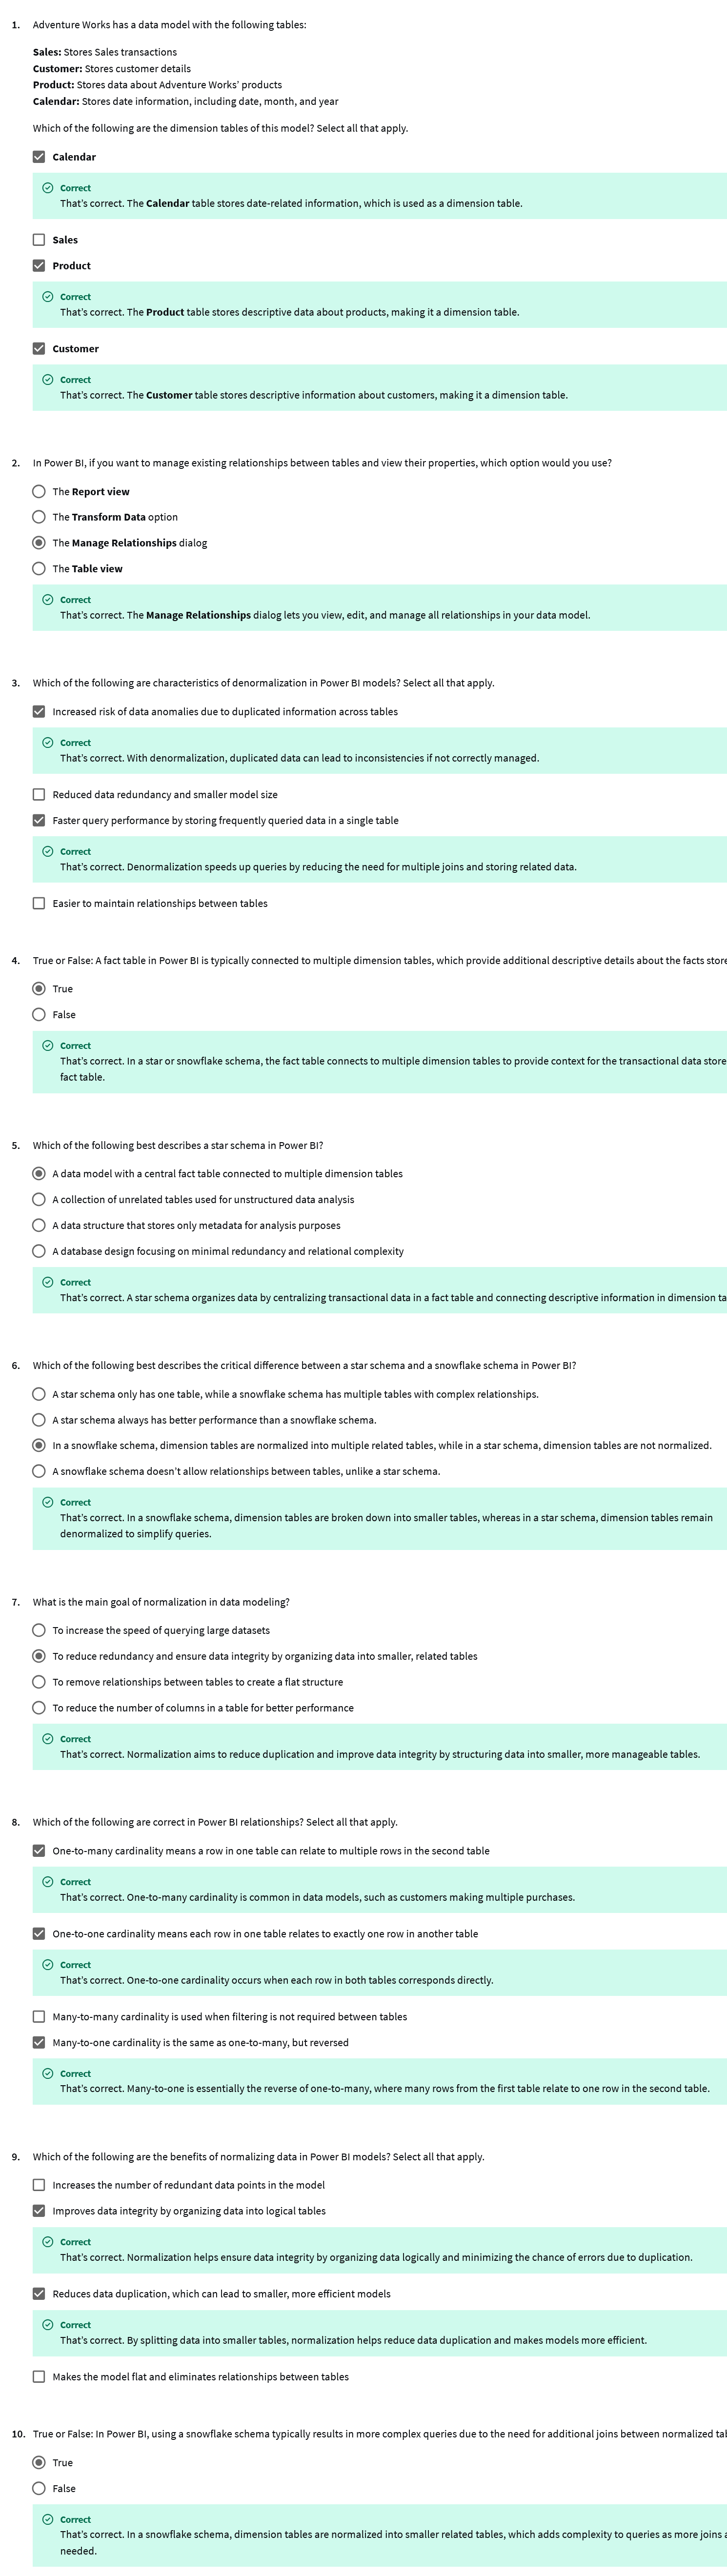 1. Adventure Works has a data model with the following tables:
Sales: Stores Sales transactions
Customer: Stores customer details
Product: Stores data about Adventure Works’ products
Calendar: Stores date information, including date, month, and year
Which of the following are the dimension tables of this model? Select all that apply.
Calendar
Correct
That’s correct. The Calendar table stores date-related information, which is used as a dimension table.
Sales
Product
Correct
That’s correct. The Product table stores descriptive data about products, making it a dimension table.
Customer
Correct
That’s correct. The Customer table stores descriptive information about customers, making it a dimension table.
2. In Power BI, if you want to manage existing relationships between tables and view their properties, which option would you use?
The Report view
The Transform Data option
The Manage Relationships dialog
The Table view
Correct
That’s correct. The Manage Relationships dialog lets you view, edit, and manage all relationships in your data model.
3. Which of the following are characteristics of denormalization in Power BI models? Select all that apply.
Increased risk of data anomalies due to duplicated information across tables
Correct
That’s correct. With denormalization, duplicated data can lead to inconsistencies if not correctly managed.
Reduced data redundancy and smaller model size
Faster query performance by storing frequently queried data in a single table
Correct
That’s correct. Denormalization speeds up queries by reducing the need for multiple joins and storing related data.
Easier to maintain relationships between tables
4. True or False: A fact table in Power BI is typically connected to multiple dimension tables, which provide additional descriptive details about the facts store
True
False
Correct
That’s correct. In a star or snowflake schema, the fact table connects to multiple dimension tables to provide context for the transactional data store
fact table.
5. Which of the following best describes a star schema in Power BI?
A data model with a central fact table connected to multiple dimension tables
A collection of unrelated tables used for unstructured data analysis
A data structure that stores only metadata for analysis purposes
A database design focusing on minimal redundancy and relational complexity
Correct
That’s correct. A star schema organizes data by centralizing transactional data in a fact table and connecting descriptive information in dimension ta
6. Which of the following best describes the critical difference between a star schema and a snowflake schema in Power BI?
A star schema only has one table, while a snowflake schema has multiple tables with complex relationships.
A star schema always has better performance than a snowflake schema.
In a snowflake schema, dimension tables are normalized into multiple related tables, while in a star schema, dimension tables are not normalized.
A snowflake schema doesn’t allow relationships between tables, unlike a star schema.
Correct
That’s correct. In a snowflake schema, dimension tables are broken down into smaller tables, whereas in a star schema, dimension tables remain
denormalized to simplify queries.
7. What is the main goal of normalization in data modeling?
To increase the speed of querying large datasets
To reduce redundancy and ensure data integrity by organizing data into smaller, related tables
To remove relationships between tables to create a flat structure
To reduce the number of columns in a table for better performance
Correct
That’s correct. Normalization aims to reduce duplication and improve data integrity by structuring data into smaller, more manageable tables.
8. Which of the following are correct in Power BI relationships? Select all that apply.
One-to-many cardinality means a row in one table can relate to multiple rows in the second table
Correct
That’s correct. One-to-many cardinality is common in data models, such as customers making multiple purchases.
One-to-one cardinality means each row in one table relates to exactly one row in another table
Correct
That’s correct. One-to-one cardinality occurs when each row in both tables corresponds directly.
Many-to-many cardinality is used when filtering is not required between tables
Many-to-one cardinality is the same as one-to-many, but reversed
Correct
That’s correct. Many-to-one is essentially the reverse of one-to-many, where many rows from the first table relate to one row in the second table.
9. Which of the following are the benefits of normalizing data in Power BI models? Select all that apply.
Increases the number of redundant data points in the model
Improves data integrity by organizing data into logical tables
Correct
That’s correct. Normalization helps ensure data integrity by organizing data logically and minimizing the chance of errors due to duplication.
Reduces data duplication, which can lead to smaller, more efficient models
Correct
That’s correct. By splitting data into smaller tables, normalization helps reduce data duplication and makes models more efficient.
Makes the model flat and eliminates relationships between tables
10. True or False: In Power BI, using a snowflake schema typically results in more complex queries due to the need for additional joins between normalized tal
True
False
Correct
That’s correct. In a snowflake schema, dimension tables are normalized into smaller related tables, which adds complexity to queries as more joins a
needed.